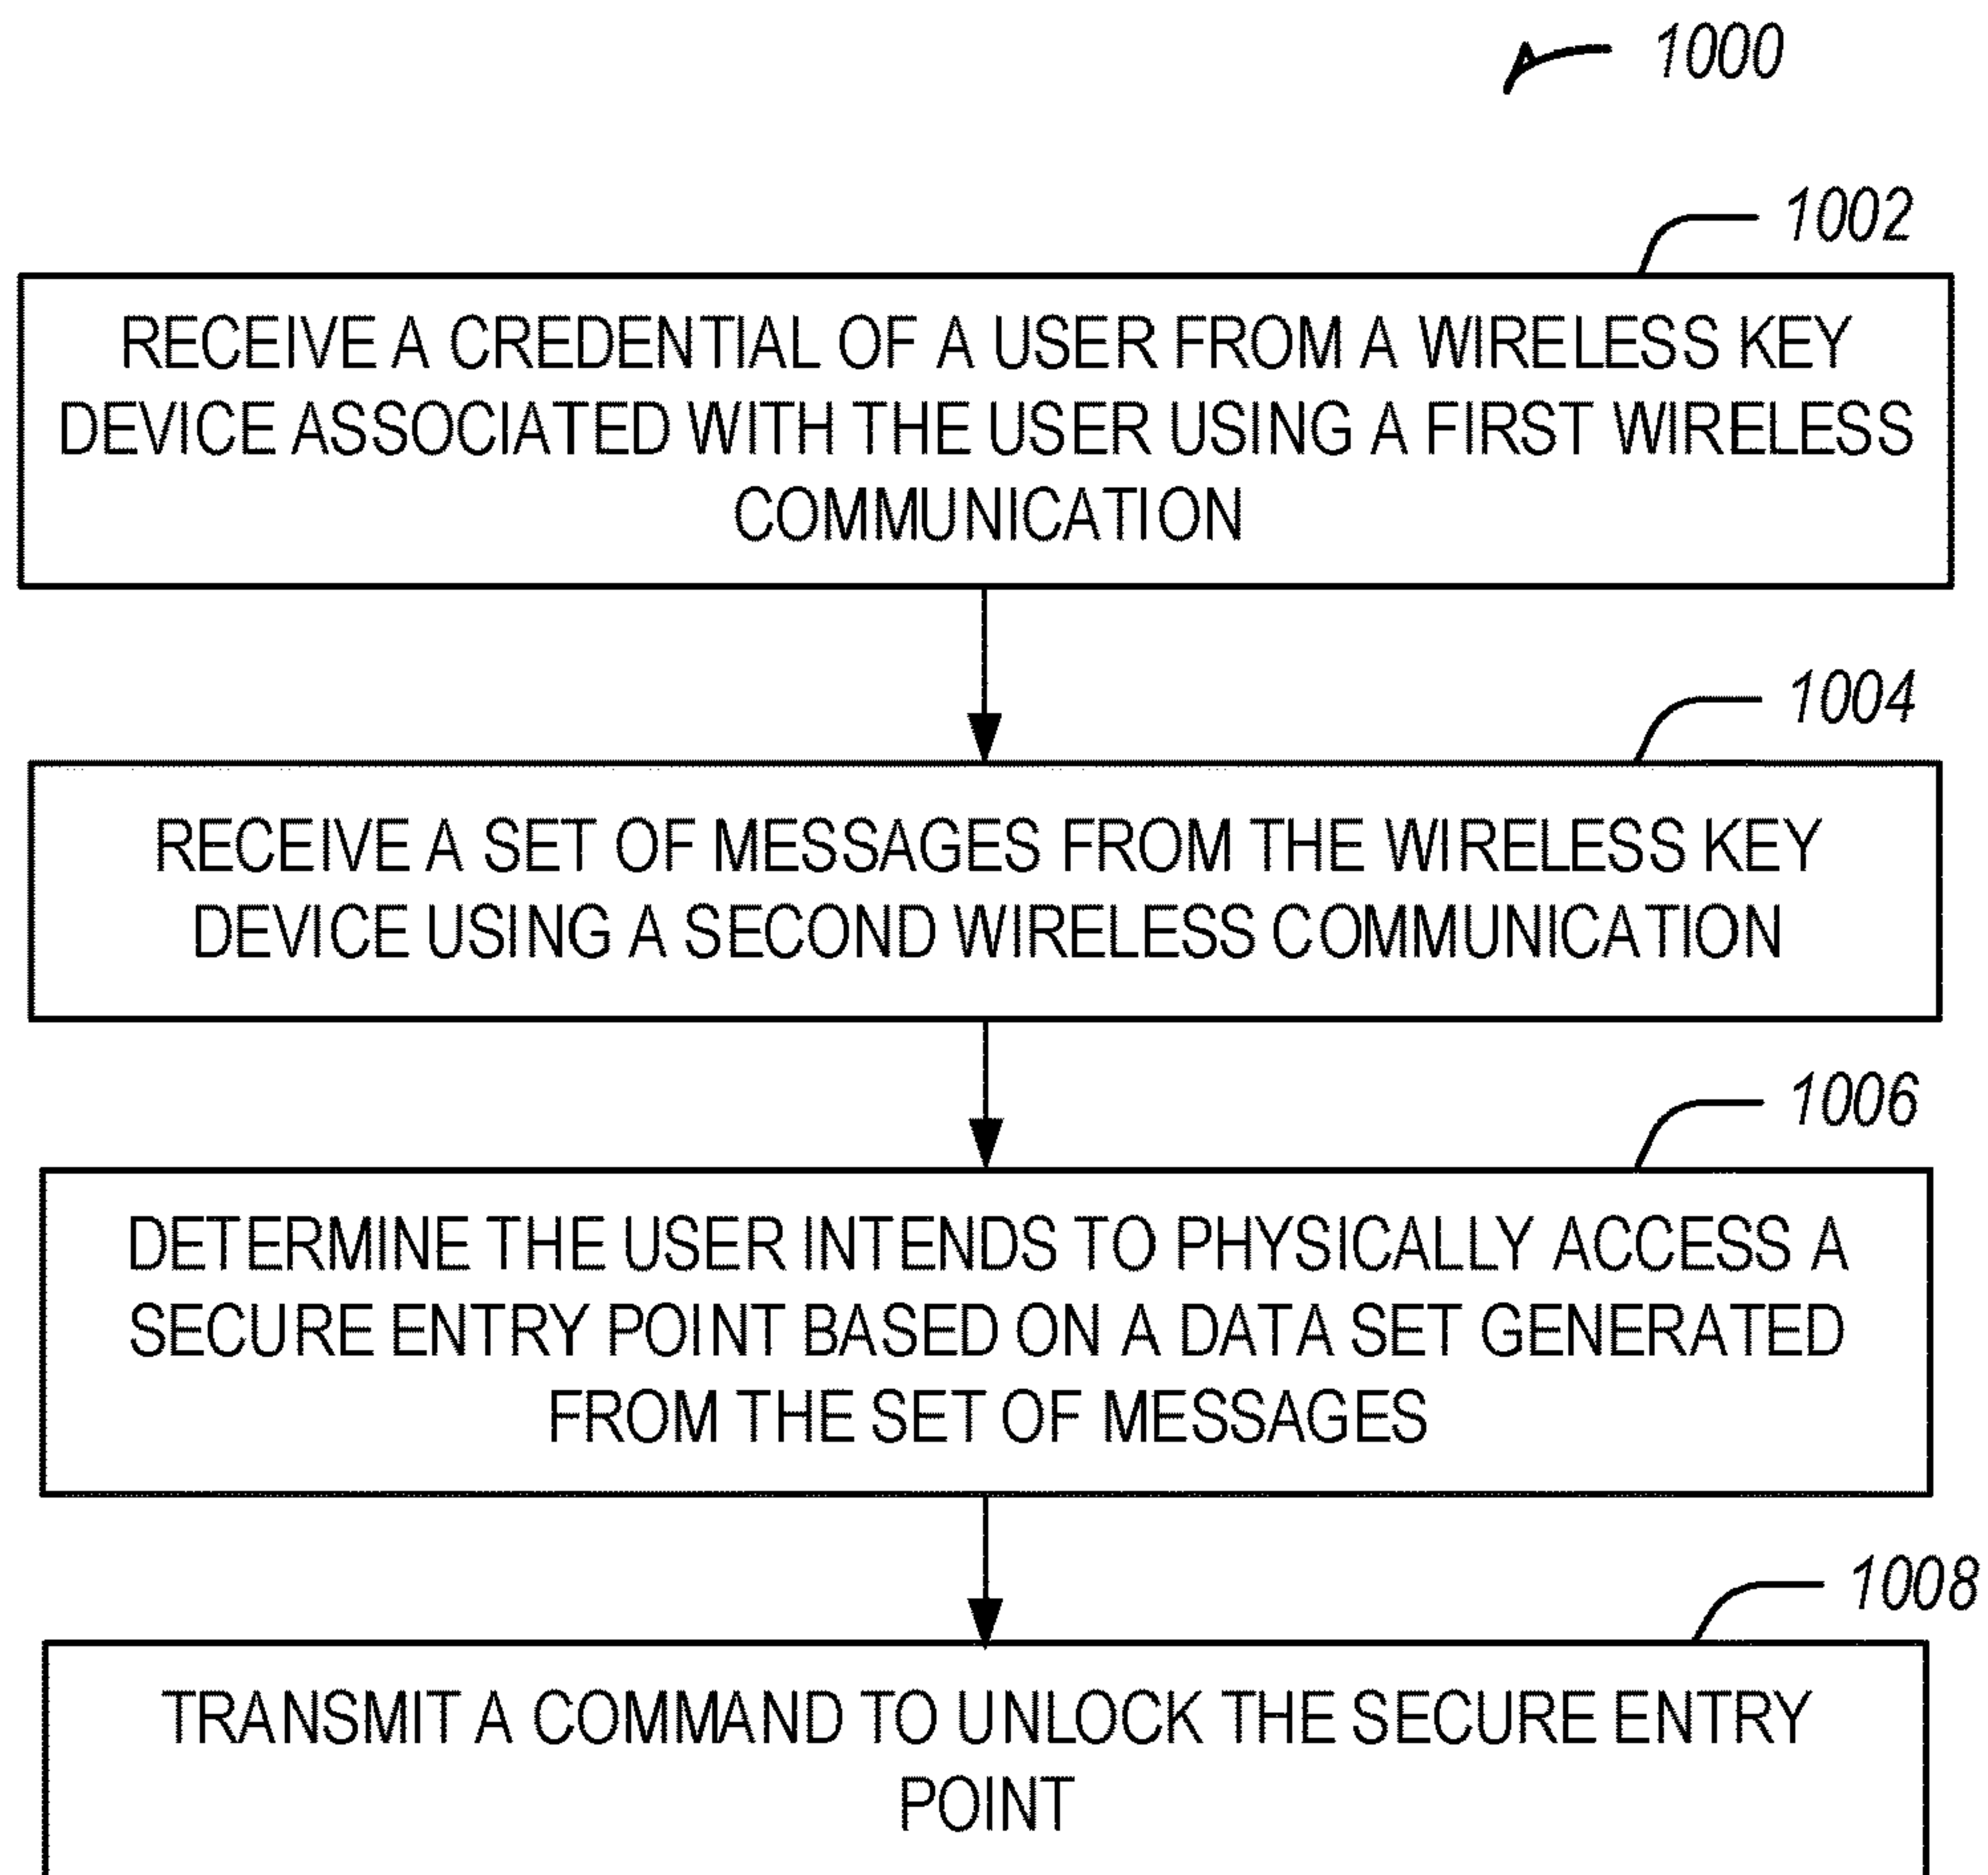 1000
1002
RECEIVE A CREDENTIAL OF A USER FROM A WIRELESS KEY
DEVICE ASSOCIATED WITH THE USER USING A FIRST WIRELESS
COMMUNICATION
1004
RECEIVE A SET OF MESSAGES FROM THE WIRELESS KEY
DEVICE USING A SECOND WIRELESS COMMUNICATION
1006
DETERMINE THE USER INTENDS TO PHYSICALLY ACCESS A
SECURE ENTRY POINT BASED ON A DATA SET GENERATED
FROM THE SET OF MESSAGES
1008
TRANSMIT A COMMAND TO UNLOCK THE SECURE ENTRY
POINT